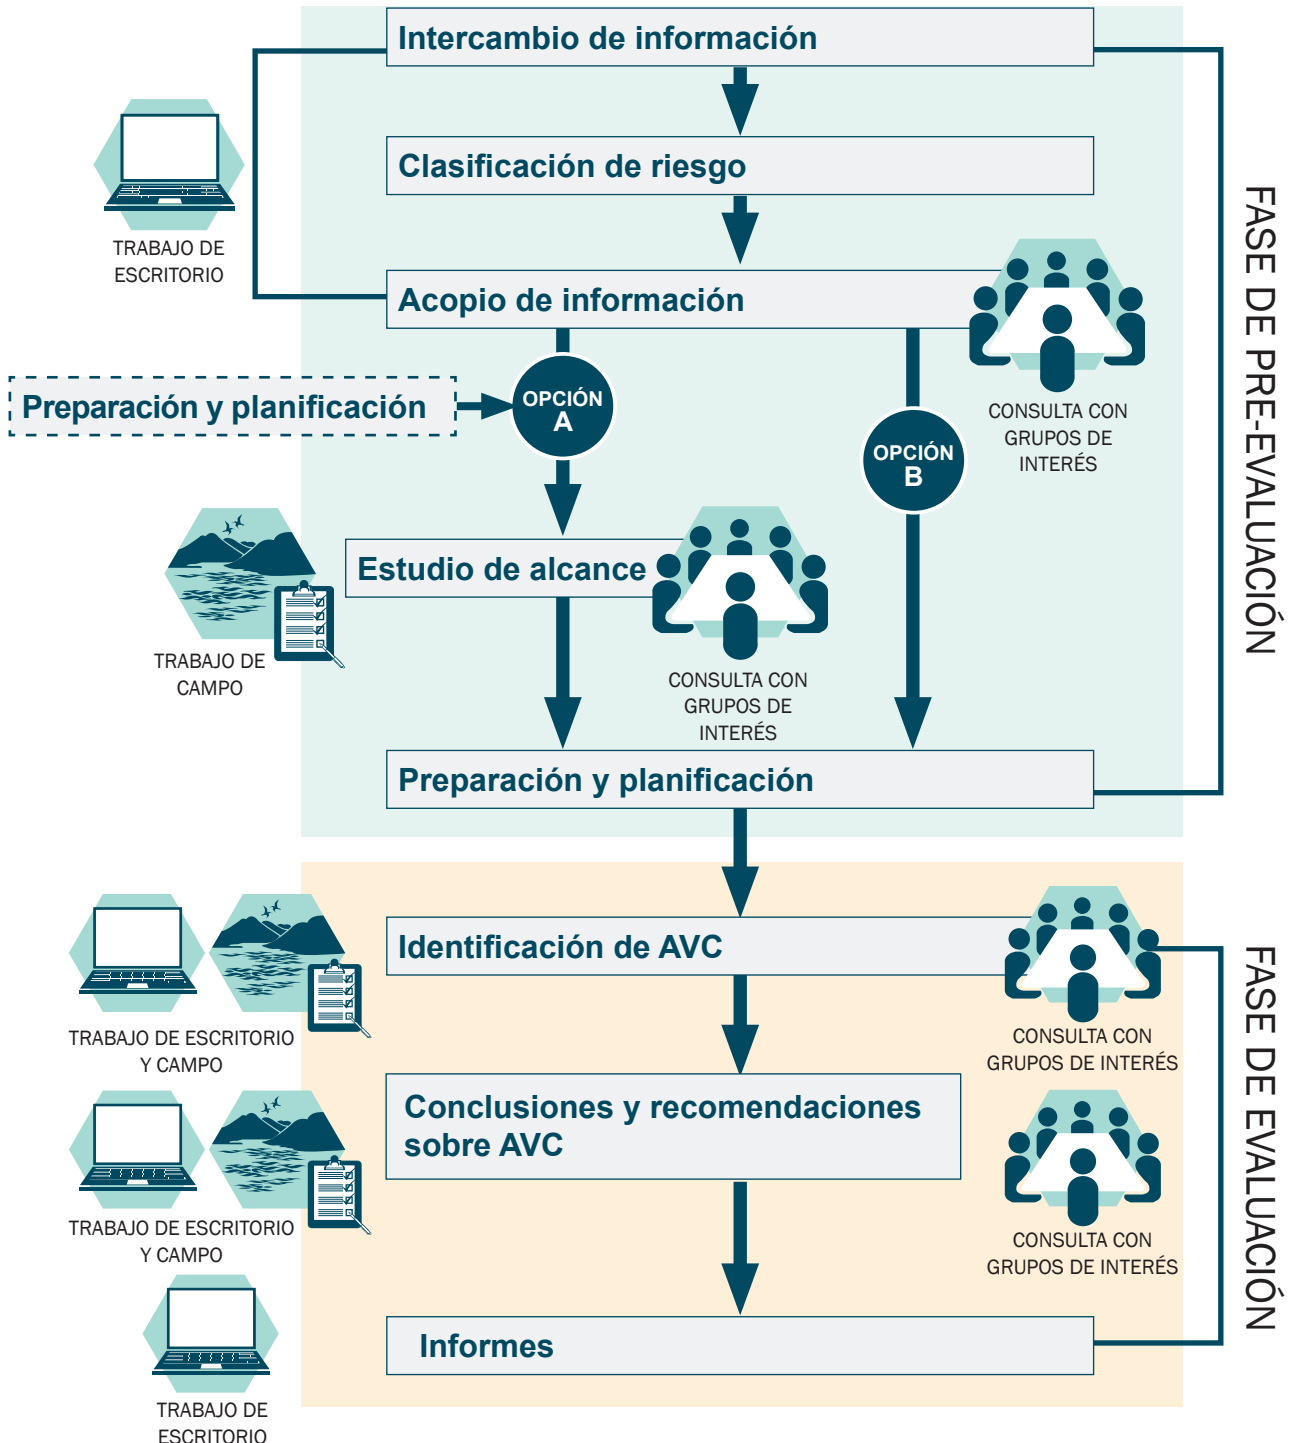 Intercambio de información
Clasificación de riesgo
TRABAJO DE
ESCRITORIO
Acopio de información
CONSULTA CON
GRUPOS DE
INTERÉS
Preparación y planificación
OPCIÓN
A
OPCIÓN
B
FASE DE PRE-EVALUACIÓN
Estudio de alcance
TRABAJO DE
CAMPO
CONSULTA CON
GRUPOS DE
INTERÉS
Preparación y planificación
Identificación de AVC
TRABAJO DE ESCRITORIO
Y CAMPO
CONSULTA CON
GRUPOS DE INTERÉS
FASE DE EVALUACIÓN
Conclusiones y recomendaciones
sobre AVC
TRABAJO DE ESCRITORIO
Y CAMPO
CONSULTA CON
GRUPOS DE INTERÉS
Informes
TRABAJO DE
ESCRITORIO